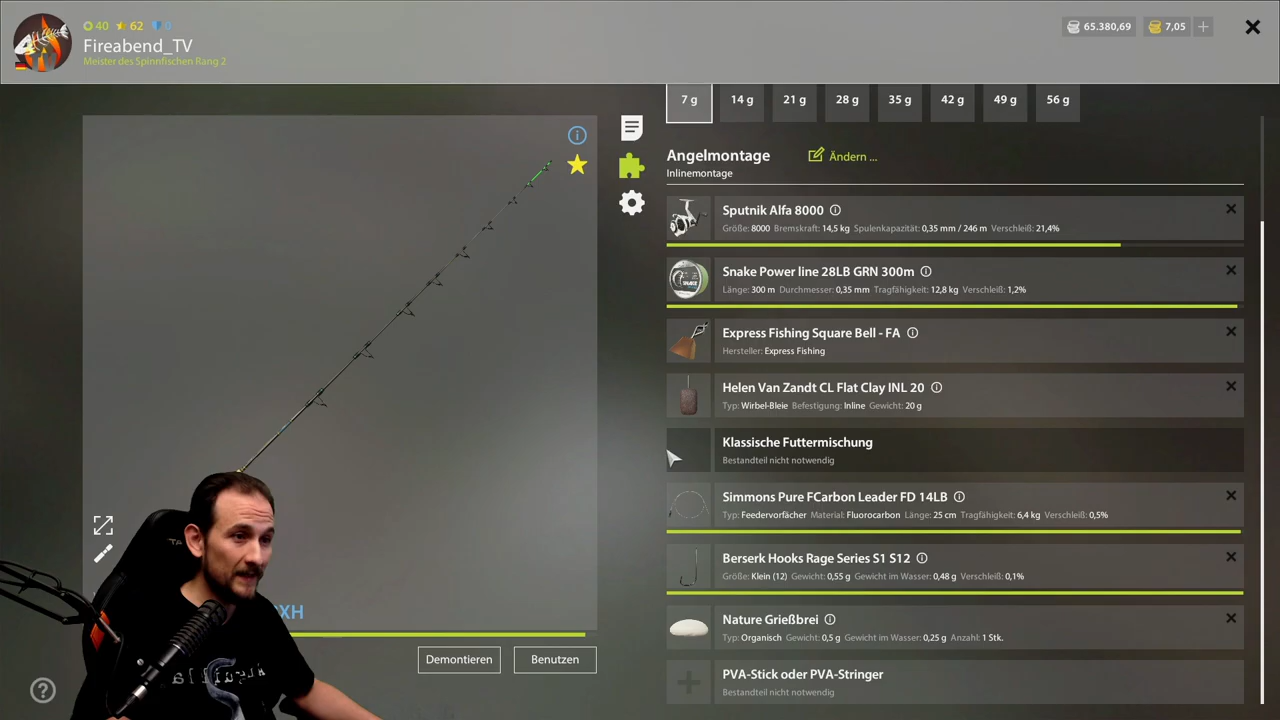 40 62 0
Fireabend_TV
Meister des Spinnfischen Rang 2
65.380,69 7,05
7 g 14 g 21 g 28 g 35 g 42 g 49 g 56 g
Angelmontage Ändern ...
Inlinemontage
Sputnik Alfa 8000
Größe: 8000 Bremskraft: 14,5 kg Spulenkapazität: 0,35 mm / 246 m Verschleiß: 21,4%
Snake Power line 28LB GRN 300m
Länge: 300 m Durchmesser: 0,35 mm Tragfähigkeit: 12,8 kg Verschleiß: 1,2%
Express Fishing Square Bell - FA
Hersteller: Express Fishing
Helen Van Zandt CL Flat Clay INL 20
Typ: Wirbel-Bleie Befestigung: Inline Gewicht: 20 g
Klassische Futtermischung
Bestandteil nicht notwendig
Simmons Pure FCarbon Leader FD 14LB
Typ: Feedervorfächer Material: Fluorocarbon Länge: 25 cm Tragfähigkeit: 6,4 kg Verschleiß: 0,5%
Berserk Hooks Rage Series S1 S12
Größe: Klein (12) Gewicht: 0,55 g Gewicht im Wasser: 0,48 g Verschleiß: 0,1%
Nature Grießbrei
Typ: Organisch Gewicht: 0,5 g Gewicht im Wasser: 0,25 g Anzahl: 1 Stk.
PVA-Stick oder PVA-Stringer
Bestandteil nicht notwendig
XH
Demontieren Benutzen